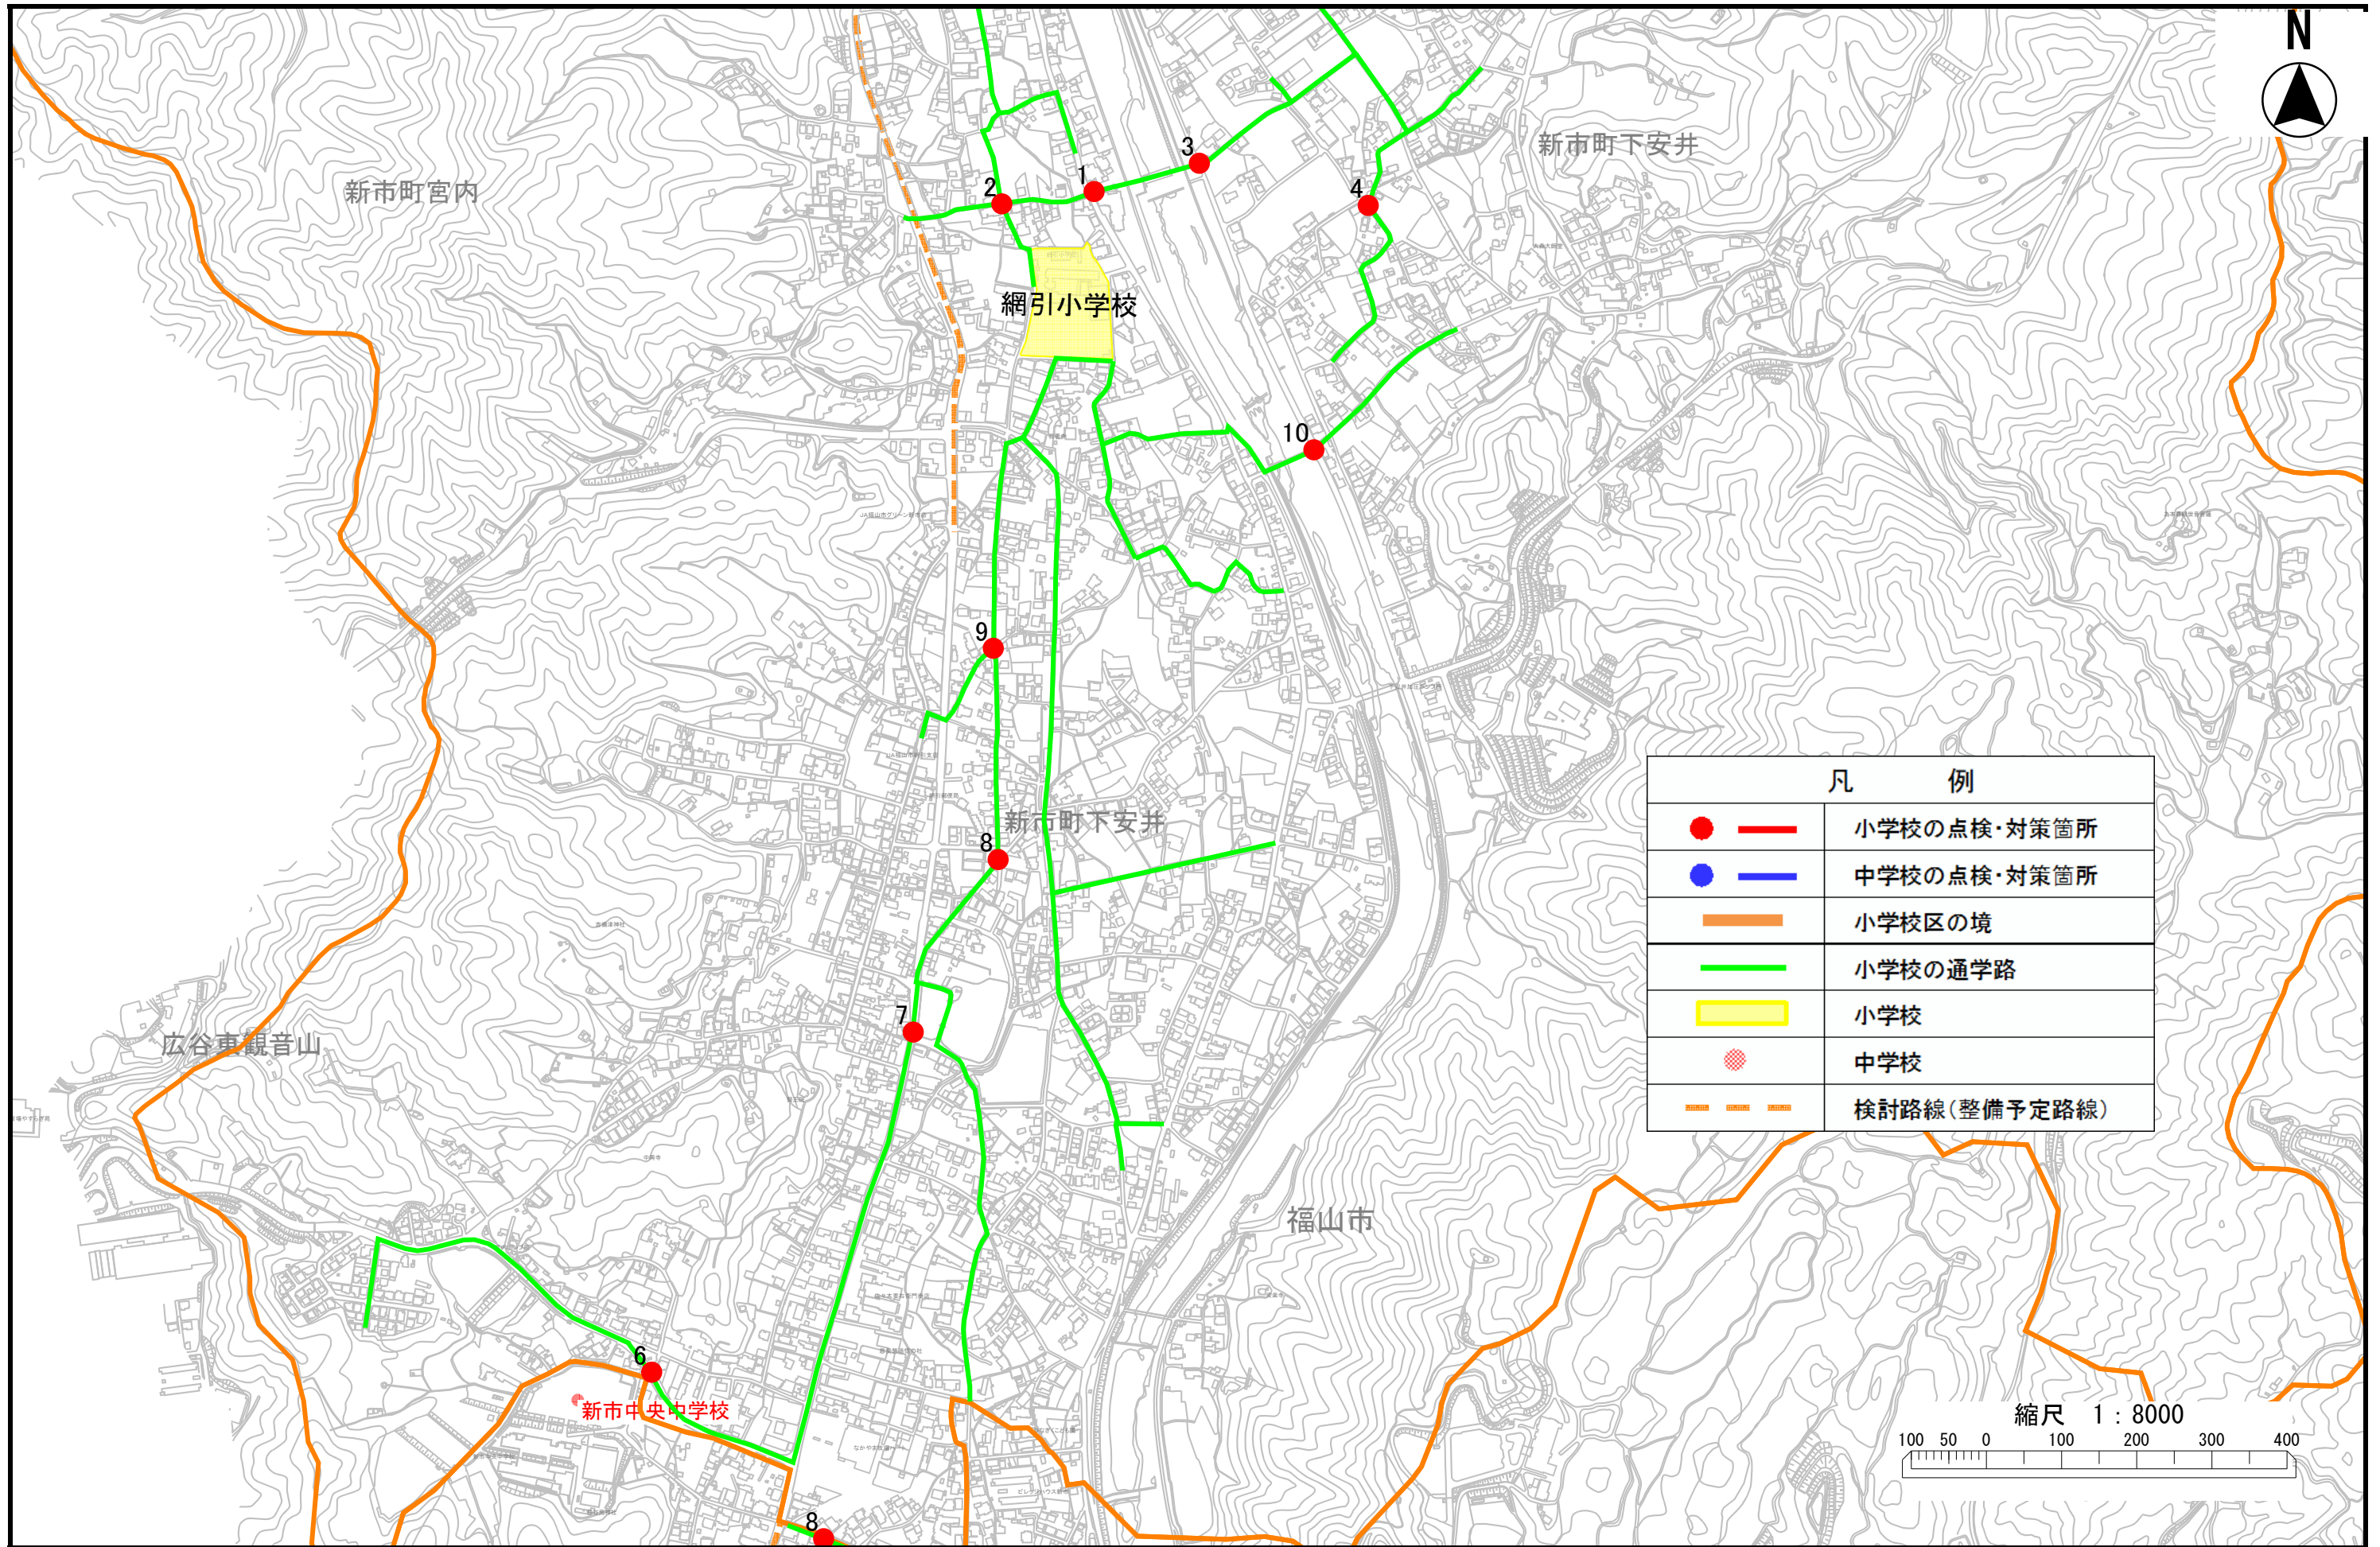 N
新市町宮内
新市町下安井
3
1
2
4
網引小学校
10
9
新市町下安井
8
7
広谷東観音山
福山市
6
新市中央中学校
8
凡 例
小学校の点検・対策箇所
中学校の点検・対策箇所
小学校区の境
小学校の通学路
小学校
中学校
検討路線(整備予定路線)
縮尺 1:8000
100 50 0 100 200 300 400